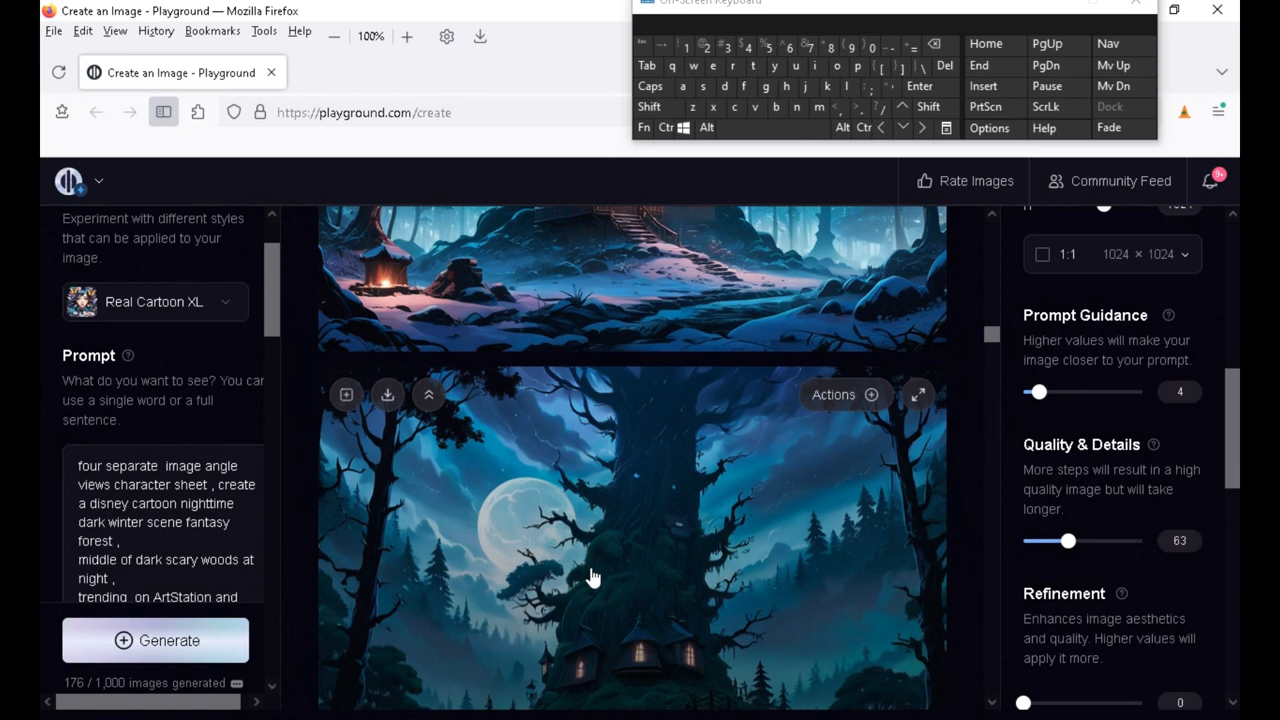 Create an Image - Playground — Mozilla Firefox
On-Screen Keyboard
File Edit View History Bookmarks Tools Help
100%
Create an Image - Playground
https://playground.com/create
Home PgUp Nav
Tab q w e r t y u i o p [ ] \ Del End PgDn Mv Up
Caps a s d f g h j k l ; ' Enter Insert Pause Mv Dn
Shift z x c v b n m , . / Shift PrtScn ScrLk Dock
Fn Ctr Alt Alt Ctr Options Help Fade
Rate Images
Community Feed
9+
Experiment with different styles
that can be applied to your
image.
Real Cartoon XL
Prompt
What do you want to see? You can
use a single word or a full
sentence.
four separate image angle
views character sheet , create
a disney cartoon nighttime
dark winter scene fantasy
forest ,
middle of dark scary woods at
night ,
trending on ArtStation and
Generate
176 / 1,000 images generated
Actions
1:1 1024 × 1024
Prompt Guidance
Higher values will make your
image closer to your prompt.
4
Quality & Details
More steps will result in a high
quality image but will take
longer.
63
Refinement
Enhances image aesthetics
and quality. Higher values will
apply it more.
0